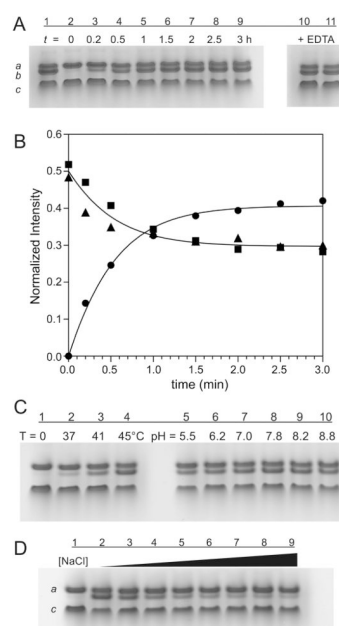 A
1 2 3 4 5 6 7 8 9 10 11
t = 0 0.2 0.5 1 1.5 2 2.5 3 h + EDTA
a
b
c
B
Normalized Intensity
0.6
0.5
0.4
0.3
0.2
0.1
0.0
0.0 0.5 1.0 1.5 2.0 2.5 3.0
time (min)
C
1 2 3 4 5 6 7 8 9 10
T = 0 37 41 45°C pH = 5.5 6.2 7.0 7.8 8.2 8.8
D
1 2 3 4 5 6 7 8 9
[NaCl]
a
c